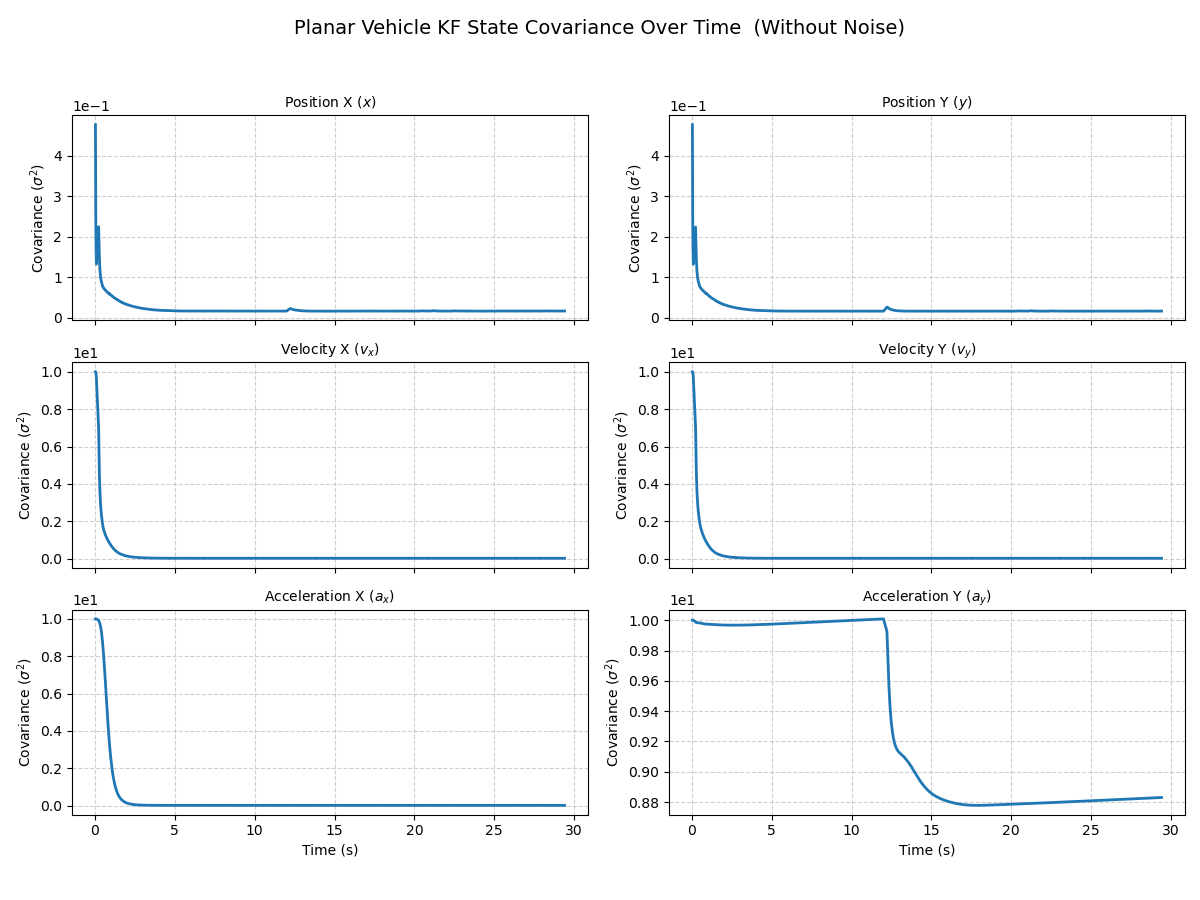 Planar Vehicle KF State Covariance Over Time  (Without Noise)
1e−1
Position X (x)
Covariance (σ²)
4
3
2
1
0
1e−1
Position Y (y)
Covariance (σ²)
4
3
2
1
0
1e1
Velocity X (vₓ)
Covariance (σ²)
1.0
0.8
0.6
0.4
0.2
0.0
1e1
Velocity Y (v_y)
Covariance (σ²)
1.0
0.8
0.6
0.4
0.2
0.0
1e1
Acceleration X (aₓ)
Covariance (σ²)
1.0
0.8
0.6
0.4
0.2
0.0
0 5 10 15 20 25 30
Time (s)
1e1
Acceleration Y (a_y)
Covariance (σ²)
1.00
0.98
0.96
0.94
0.92
0.90
0.88
0 5 10 15 20 25 30
Time (s)